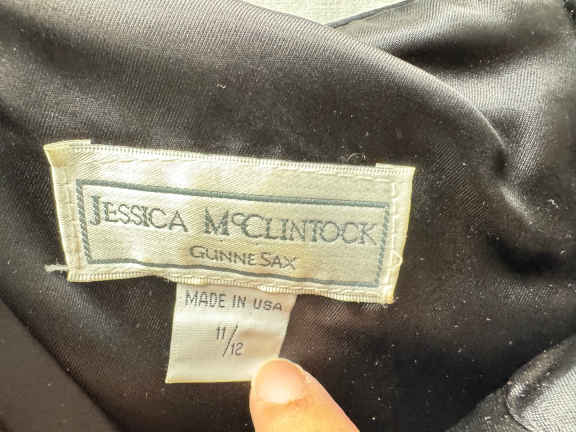 JESSICA McCLINTOCK
GUNNE SAX
MADE IN USA
11/12